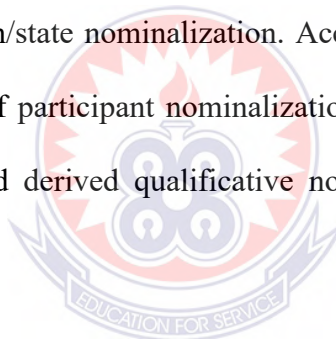 n/state nominalization. Acc
f participant nominalizatio
d derived qualificative no
EDUCATION FOR SERVICE